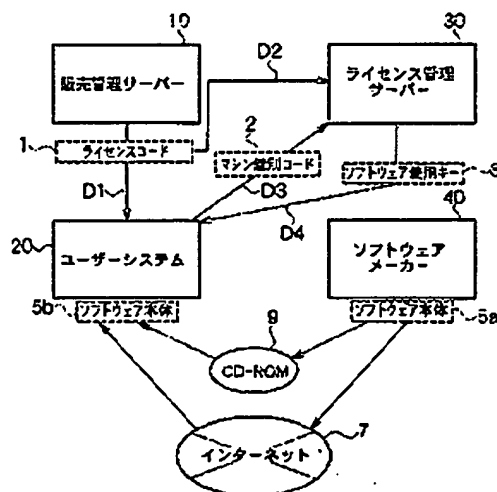 10
30
D2
販売管理サーバー
ライセンス管理
サーバー
1
ライセンスコード
2
マシン識別コード
ソフトウェア使用キー
3
D1
D3
D4
40
20
ユーザーシステム
ソフトウェア
メーカー
5b
ソフトウェア本体
ソフトウェア本体
5a
9
CD-ROM
インターネット
7